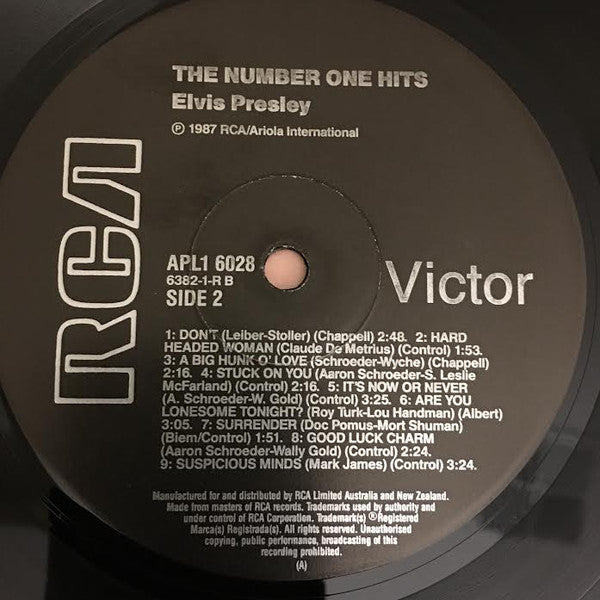 THE NUMBER ONE HITS
Elvis Presley
℗ 1987 RCA/Ariola International
RCA
APL1 6028
6382-1-R B
SIDE 2
Victor
1: DON'T (Leiber-Stoller) (Chappell) 2:48. 2: HARD
HEADED WOMAN (Claude De Metrius) (Control) 1:53.
3: A BIG HUNK O' LOVE (Schroeder-Wyche) (Chappell)
2:16. 4: STUCK ON YOU (Aaron Schroeder-S. Leslie
McFarland) (Control) 2:16. 5: IT'S NOW OR NEVER
(A. Schroeder-W. Gold) (Control) 3:25. 6: ARE YOU
LONESOME TONIGHT? (Roy Turk-Lou Handman) (Albert)
3:05. 7: SURRENDER (Doc Pomus-Mort Shuman)
(Biem/Control) 1:51. 8: GOOD LUCK CHARM
(Aaron Schroeder-Wally Gold) (Control) 2:24.
9: SUSPICIOUS MINDS (Mark James) (Control) 3:24.
Manufactured for and distributed by RCA Limited Australia and New Zealand.
Made from masters of RCA records. Trademarks used by authority and
under control of RCA Corporation. Trademark(s) ®Registered
Marca(s) Registrada(s). All rights reserved. Unauthorised
copying, public performance, broadcasting of this
recording prohibited.
(A)